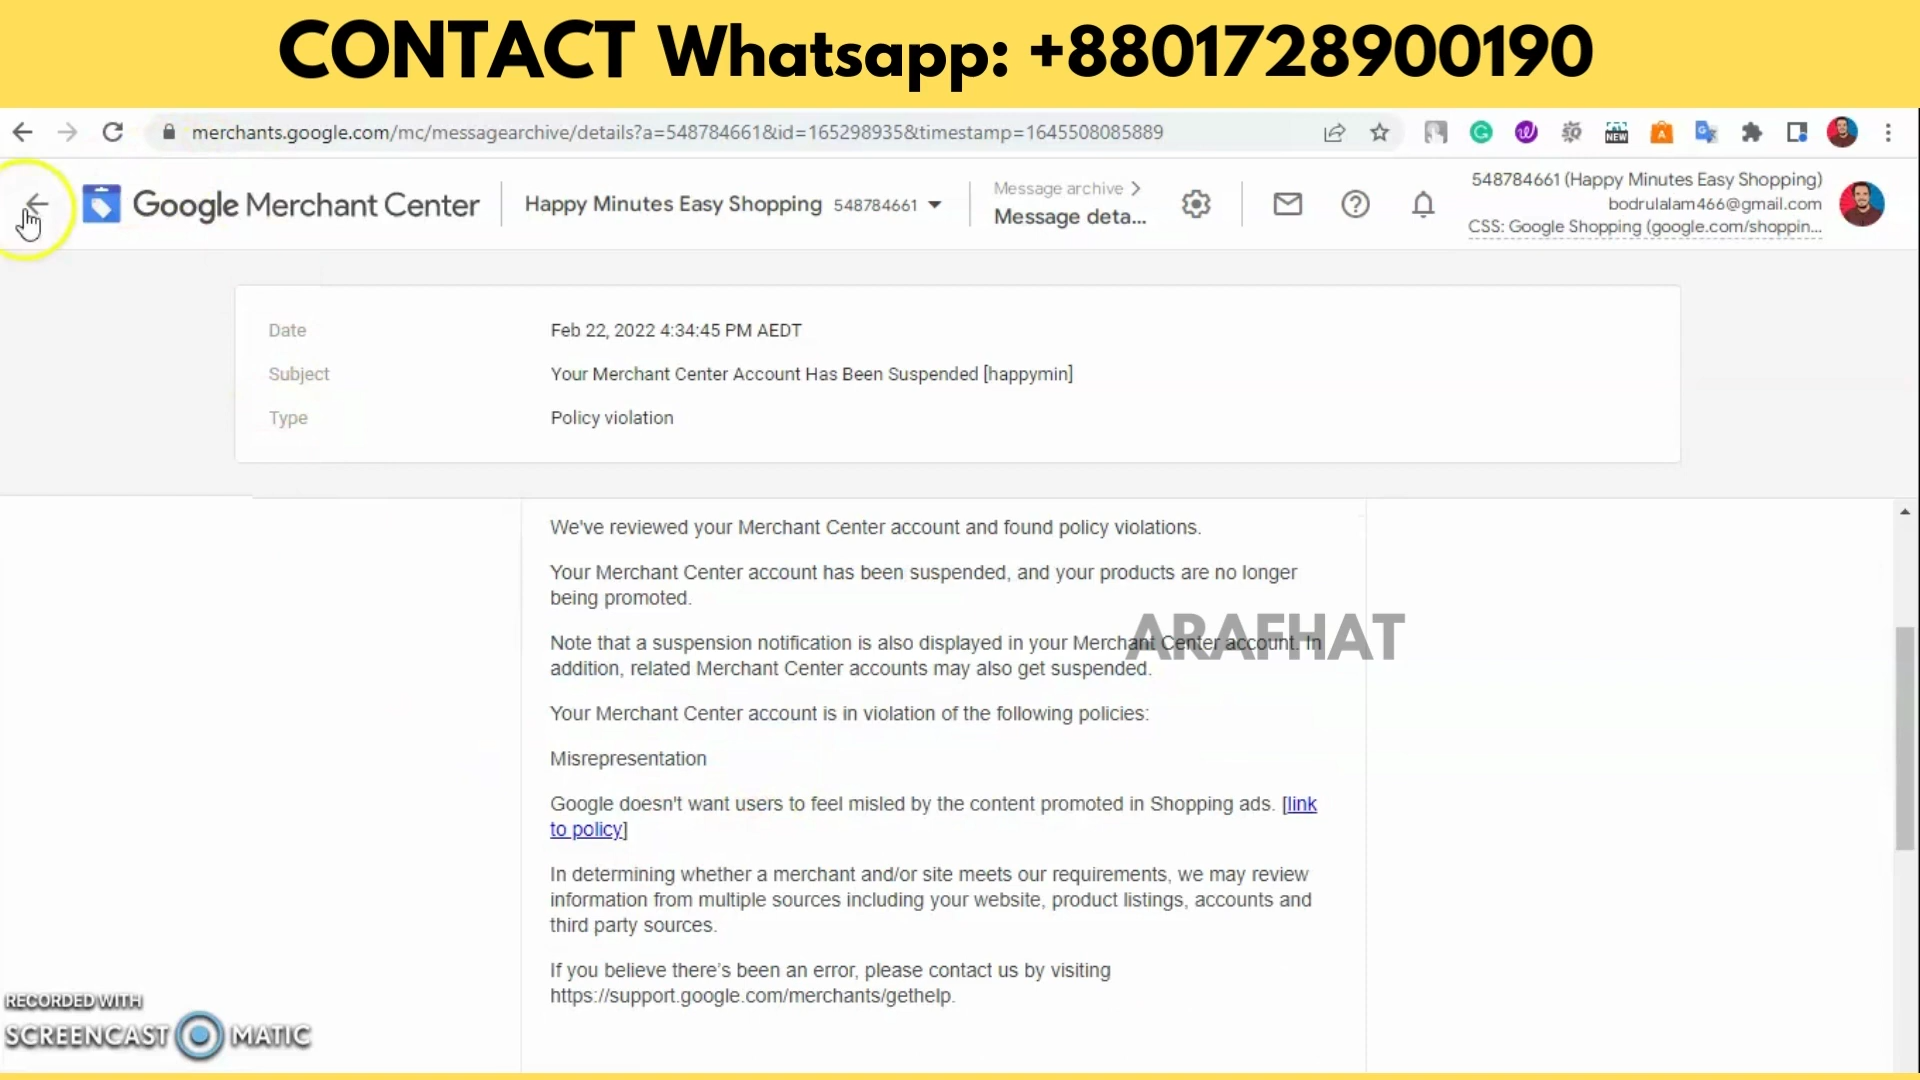 CONTACT Whatsapp: +8801728900190
merchants.google.com/mc/messagearchive/details?a=548784661&id=165298935&timestamp=1645508085889
NEW
Google Merchant Center
Happy Minutes Easy Shopping 548784661
Message archive
Message deta...
548784661 (Happy Minutes Easy Shopping)
bodrulalam466@gmail.com
CSS: Google Shopping (google.com/shoppin...
Date Feb 22, 2022 4:34:45 PM AEDT
Subject Your Merchant Center Account Has Been Suspended [happymin]
Type Policy violation
We've reviewed your Merchant Center account and found policy violations.
Your Merchant Center account has been suspended, and your products are no longer
being promoted.
ARAFHAT
Note that a suspension notification is also displayed in your Merchant Center account. In
addition, related Merchant Center accounts may also get suspended.
Your Merchant Center account is in violation of the following policies:
Misrepresentation
Google doesn't want users to feel misled by the content promoted in Shopping ads. [link
to policy]
In determining whether a merchant and/or site meets our requirements, we may review
information from multiple sources including your website, product listings, accounts and
third party sources.
If you believe there's been an error, please contact us by visiting
https://support.google.com/merchants/gethelp.
RECORDED WITH
SCREENCAST MATIC